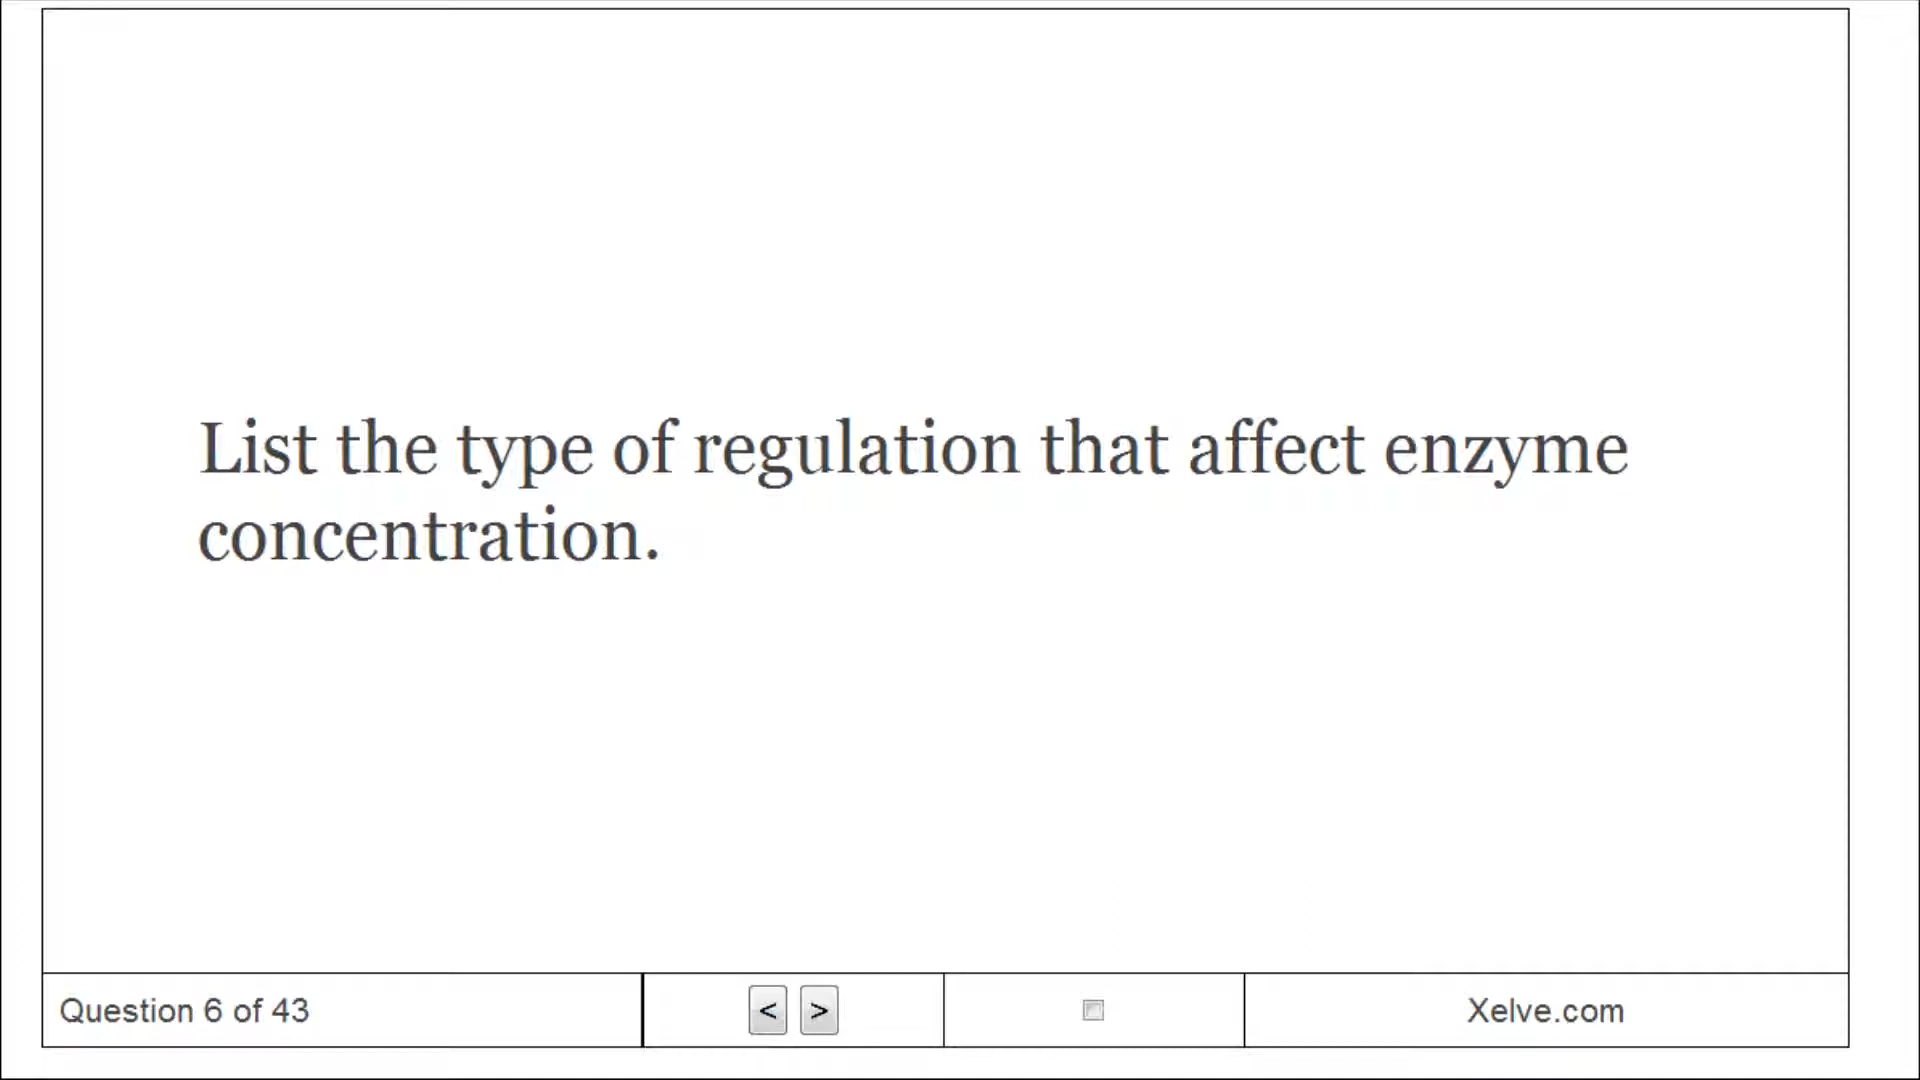 List the type of regulation that affect enzyme
concentration.
Question 6 of 43
< >
Xelve.com